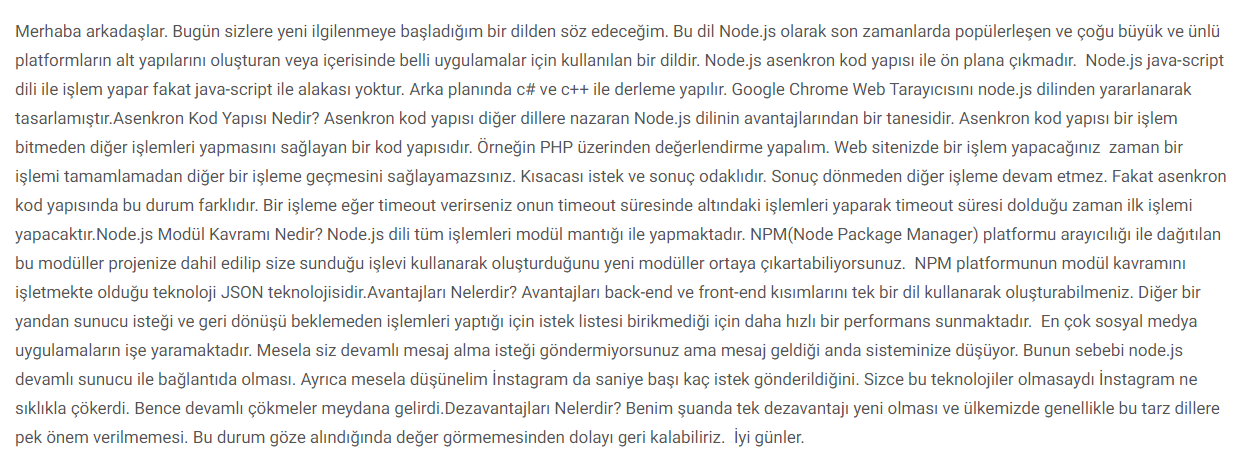 Merhaba arkadaşlar. Bugün sizlere yeni ilgilenmeye başladığım bir dilden söz edeceğim. Bu dil Node.js olarak son zamanlarda popülerleşen ve çoğu büyük ve ünlü
platformların alt yapılarını oluşturan veya içerisinde belli uygulamalar için kullanılan bir dildir. Node.js asenkron kod yapısı ile ön plana çıkmadır.  Node.js java-script
dili ile işlem yapar fakat java-script ile alakası yoktur. Arka planında c# ve c++ ile derleme yapılır. Google Chrome Web Tarayıcısını node.js dilinden yararlanarak
tasarlamıştır.Asenkron Kod Yapısı Nedir? Asenkron kod yapısı diğer dillere nazaran Node.js dilinin avantajlarından bir tanesidir. Asenkron kod yapısı bir işlem
bitmeden diğer işlemleri yapmasını sağlayan bir kod yapısıdır. Örneğin PHP üzerinden değerlendirme yapalım. Web sitenizde bir işlem yapacağınız  zaman bir
işlemi tamamlamadan diğer bir işleme geçmesini sağlayamazsınız. Kısacası istek ve sonuç odaklıdır. Sonuç dönmeden diğer işleme devam etmez. Fakat asenkron
kod yapısında bu durum farklıdır. Bir işleme eğer timeout verirseniz onun timeout süresinde altındaki işlemleri yaparak timeout süresi dolduğu zaman ilk işlemi
yapacaktır.Node.js Modül Kavramı Nedir? Node.js dili tüm işlemleri modül mantığı ile yapmaktadır. NPM(Node Package Manager) platformu arayıcılığı ile dağıtılan
bu modüller projenize dahil edilip size sunduğu işlevi kullanarak oluşturduğunu yeni modüller ortaya çıkartabiliyorsunuz.  NPM platformunun modül kavramını
işletmekte olduğu teknoloji JSON teknolojisidir.Avantajları Nelerdir? Avantajları back-end ve front-end kısımlarını tek bir dil kullanarak oluşturabilmeniz. Diğer bir
yandan sunucu isteği ve geri dönüşü beklemeden işlemleri yaptığı için istek listesi birikmediği için daha hızlı bir performans sunmaktadır.  En çok sosyal medya
uygulamaların işe yaramaktadır. Mesela siz devamlı mesaj alma isteği göndermiyorsunuz ama mesaj geldiği anda sisteminize düşüyor. Bunun sebebi node.js
devamlı sunucu ile bağlantıda olması. Ayrıca mesela düşünelim İnstagram da saniye başı kaç istek gönderildiğini. Sizce bu teknolojiler olmasaydı İnstagram ne
sıklıkla çökerdi. Bence devamlı çökmeler meydana gelirdi.Dezavantajları Nelerdir? Benim şuanda tek dezavantajı yeni olması ve ülkemizde genellikle bu tarz dillere
pek önem verilmemesi. Bu durum göze alındığında değer görmemesinden dolayı geri kalabiliriz.  İyi günler.